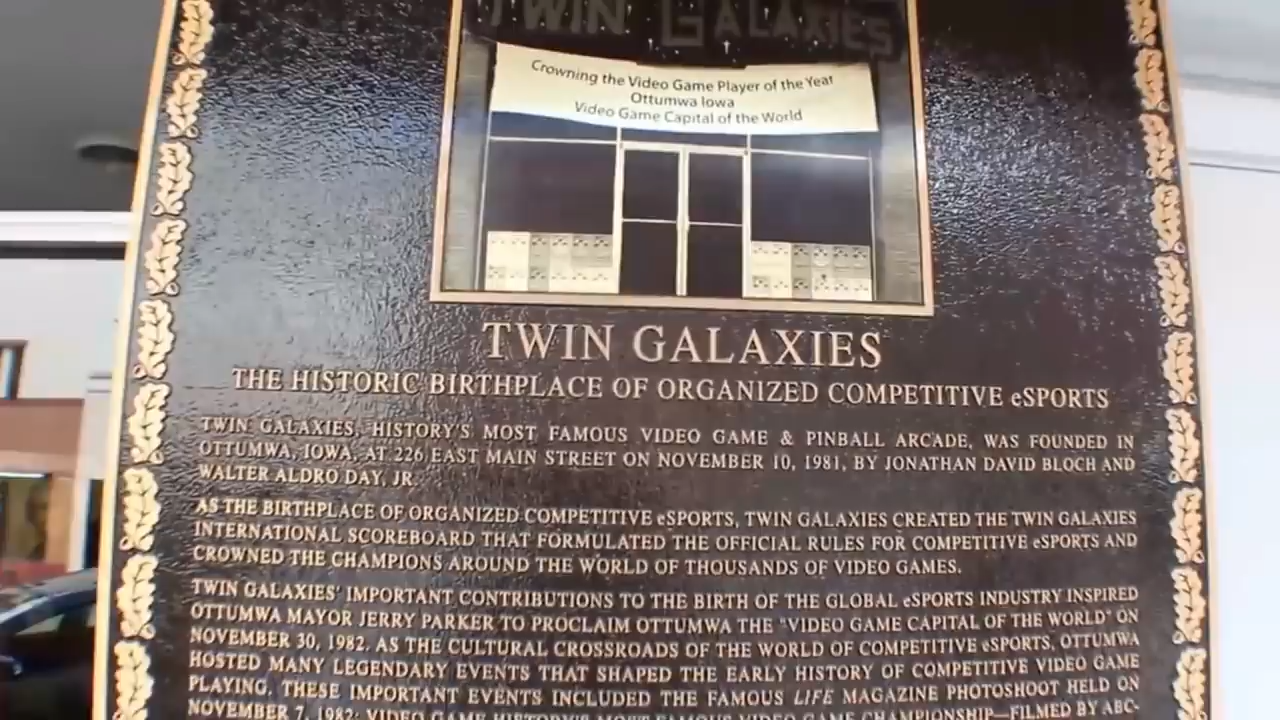 TWIN GALAXIES
Crowning the Video Game Player of the Year
Ottumwa Iowa
Video Game Capital of the World
TWIN GALAXIES
THE HISTORIC BIRTHPLACE OF ORGANIZED COMPETITIVE eSPORTS
TWIN GALAXIES, HISTORY'S MOST FAMOUS VIDEO GAME & PINBALL ARCADE, WAS FOUNDED IN
OTTUMWA, IOWA, AT 226 EAST MAIN STREET ON NOVEMBER 10, 1981, BY JONATHAN DAVID BLOCH AND
WALTER ALDRO DAY, JR.
AS THE BIRTHPLACE OF ORGANIZED COMPETITIVE eSPORTS, TWIN GALAXIES CREATED THE TWIN GALAXIES
INTERNATIONAL SCOREBOARD THAT FORMULATED THE OFFICIAL RULES FOR COMPETITIVE eSPORTS AND
CROWNED THE CHAMPIONS AROUND THE WORLD OF THOUSANDS OF VIDEO GAMES.
TWIN GALAXIES' IMPORTANT CONTRIBUTIONS TO THE BIRTH OF THE GLOBAL eSPORTS INDUSTRY INSPIRED
OTTUMWA MAYOR JERRY PARKER TO PROCLAIM OTTUMWA THE "VIDEO GAME CAPITAL OF THE WORLD" ON
NOVEMBER 30, 1982. AS THE CULTURAL CROSSROADS OF THE WORLD OF COMPETITIVE eSPORTS, OTTUMWA
HOSTED MANY LEGENDARY EVENTS THAT SHAPED THE EARLY HISTORY OF COMPETITIVE VIDEO GAME
PLAYING. THESE IMPORTANT EVENTS INCLUDED THE FAMOUS LIFE MAGAZINE PHOTOSHOOT HELD ON
NOVEMBER 7, 1982; VIDEO GAME HISTORY'S MOST FAMOUS VIDEO GAME CHAMPIONSHIP—FILMED BY ABC-